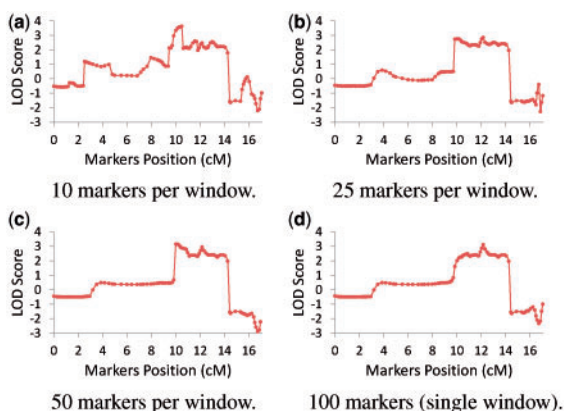 (a)
LOD Score
4
3
2
1
0
-1
-2
-3
0 2 4 6 8 10 12 14 16
Markers Position (cM)
10 markers per window.
(b)
LOD Score
4
3
2
1
0
-1
-2
-3
0 2 4 6 8 10 12 14 16
Markers Position (cM)
25 markers per window.
(c)
LOD Score
4
3
2
1
0
-1
-2
-3
0 2 4 6 8 10 12 14 16
Markers Position (cM)
50 markers per window.
(d)
LOD Score
4
3
2
1
0
-1
-2
-3
0 2 4 6 8 10 12 14 16
Markers Position (cM)
100 markers (single window).